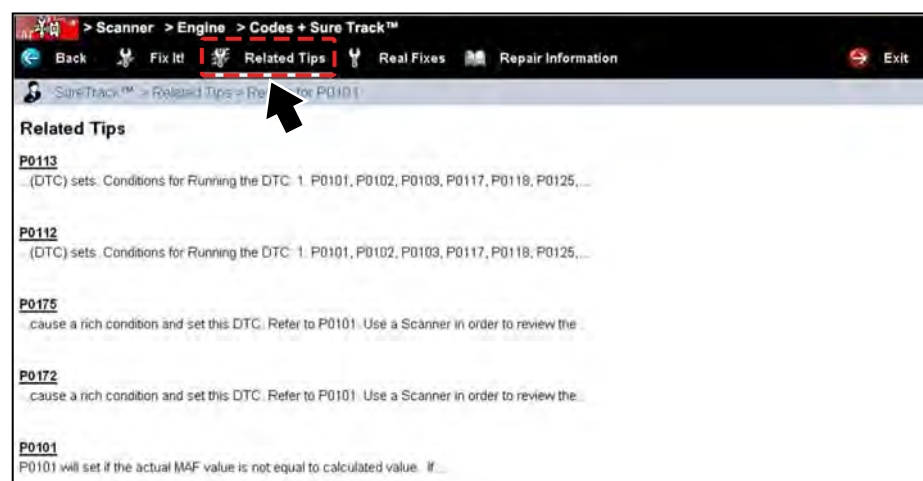 > Scanner > Engine > Codes + Sure Track™
Back Fix It! Related Tips Real Fixes Repair Information Exit
SureTrack™ > Related Tips > for P0101
Related Tips
P0113
...(DTC) sets. Conditions for Running the DTC. 1. P0101, P0102, P0103, P0117, P0118, P0125,...
P0112
...(DTC) sets. Conditions for Running the DTC. 1. P0101, P0102, P0103, P0117, P0118, P0125,...
P0175
...cause a rich condition and set this DTC. Refer to P0101. Use a Scanner in order to review the...
P0172
...cause a rich condition and set this DTC. Refer to P0101. Use a Scanner in order to review the...
P0101
P0101 will set if the actual MAF value is not equal to calculated value. If...